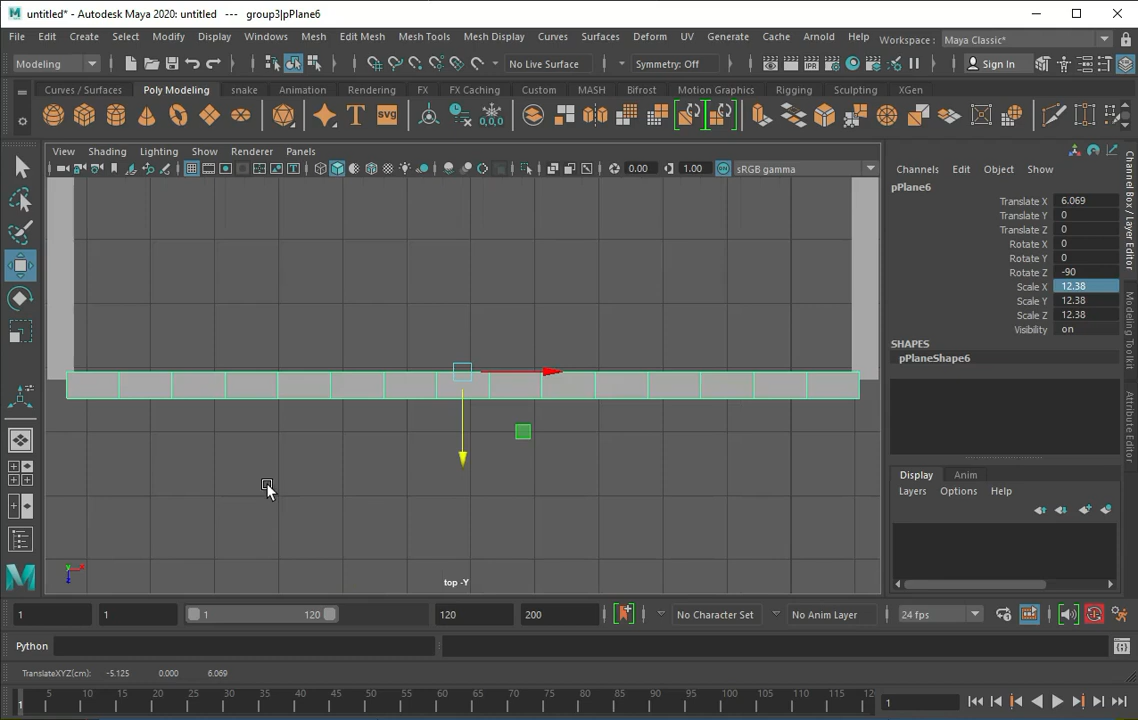 untitled* - Autodesk Maya 2020: untitled --- group3|pPlane6
File Edit Create Select Modify Display Windows Mesh Edit Mesh Mesh Tools Mesh Display Curves Surfaces Deform UV Generate Cache Arnold Help Workspace : Maya Classic*
Modeling No Live Surface Symmetry: Off Sign In
Curves / Surfaces Poly Modeling snake Animation Rendering FX FX Caching Custom MASH Bifrost Motion Graphics Rigging Sculpting XGen
T svg 0,0,0
View Shading Lighting Show Renderer Panels
0.00 1.00 sRGB gamma
Channels Edit Object Show
pPlane6
Translate X 6.069
Translate Y 0
Translate Z 0
Rotate X 0
Rotate Y 0
Rotate Z -90
Scale X 12.38
Scale Y 12.38
Scale Z 12.38
Visibility on
SHAPES
pPlaneShape6
Display Anim
Layers Options Help
Channel Box / Layer Editor
Modeling Toolkit
Attribute Editor
top -Y
1 1 1 120 120 200 No Character Set No Anim Layer 24 fps
Python
TranslateXYZ(cm): -5.125 0.000 6.069
1 5 10 15 20 25 30 35 40 45 50 55 60 65 70 75 80 85 90 95 100 105 110 115 12 1